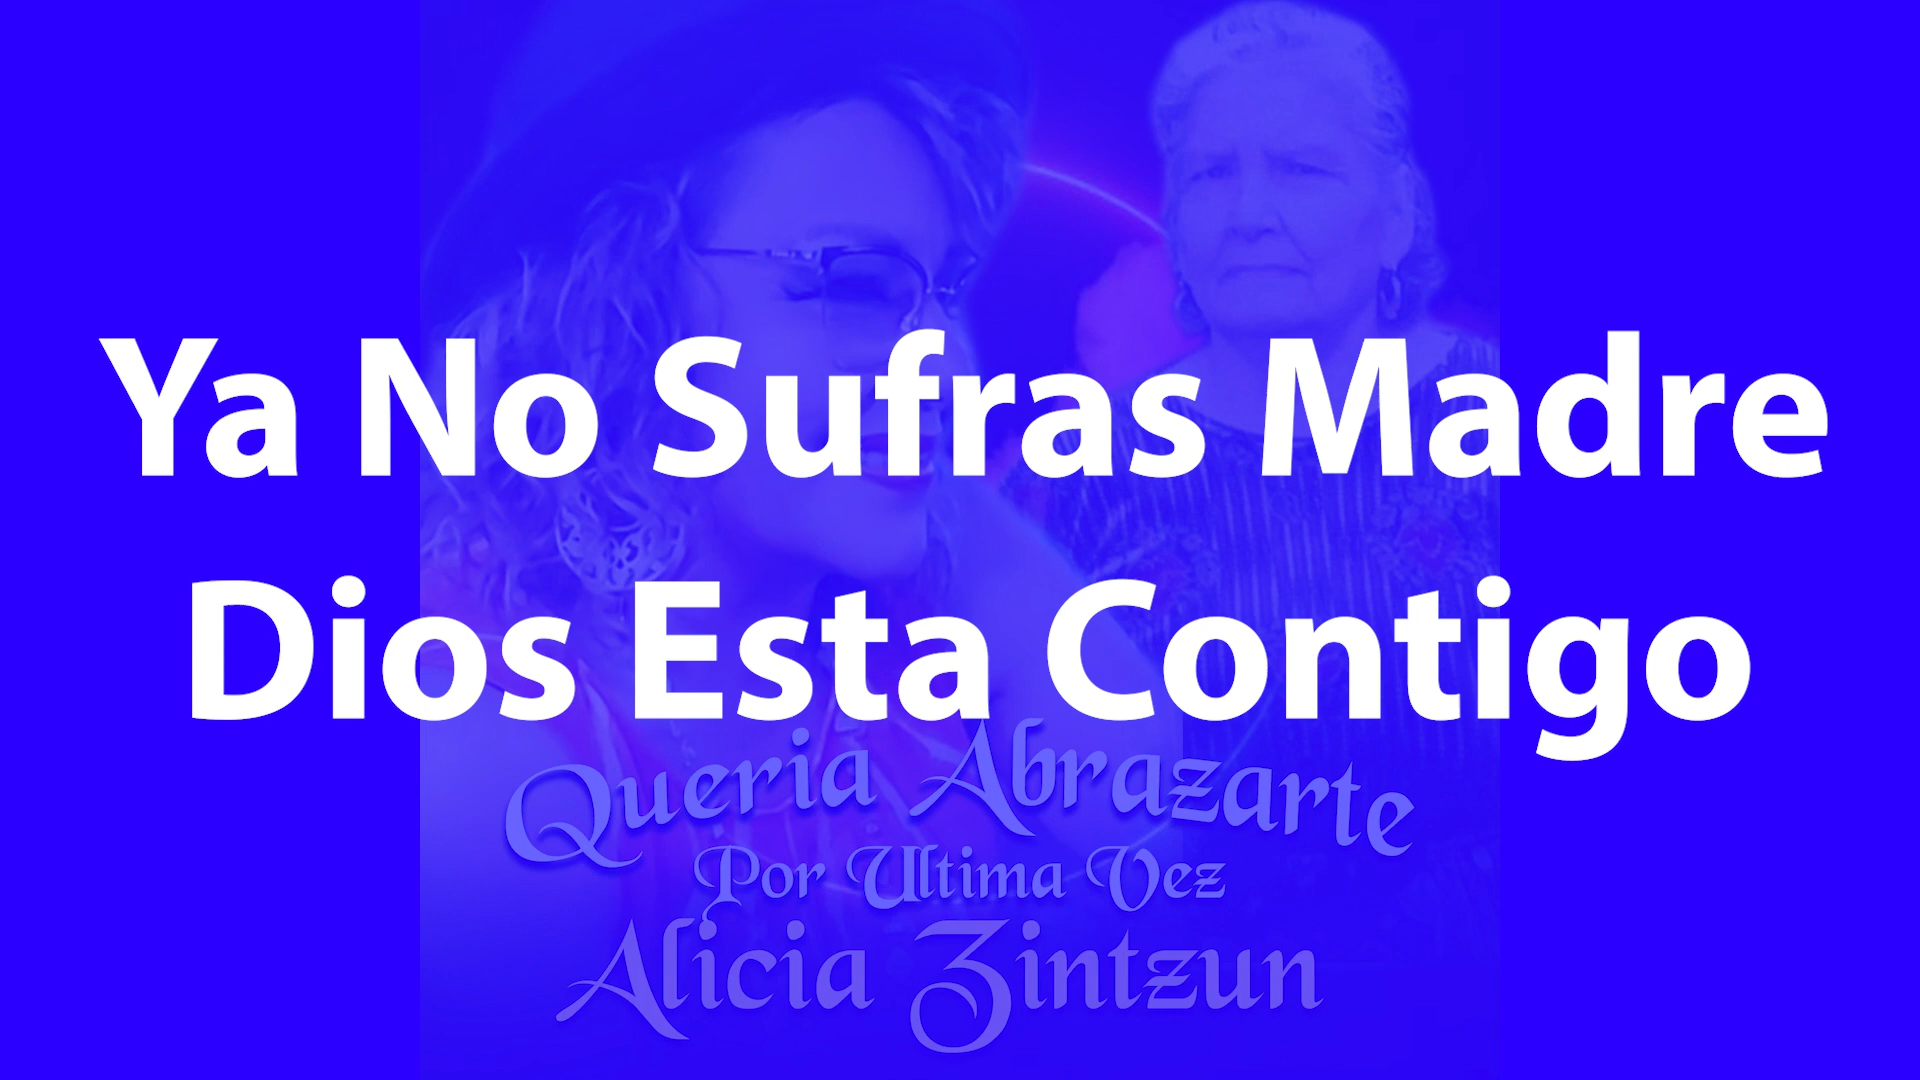 Ya No Sufras Madre
Dios Esta Contigo
Queria Abrazarte
Por Ultima Vez
Alicia Zintzun